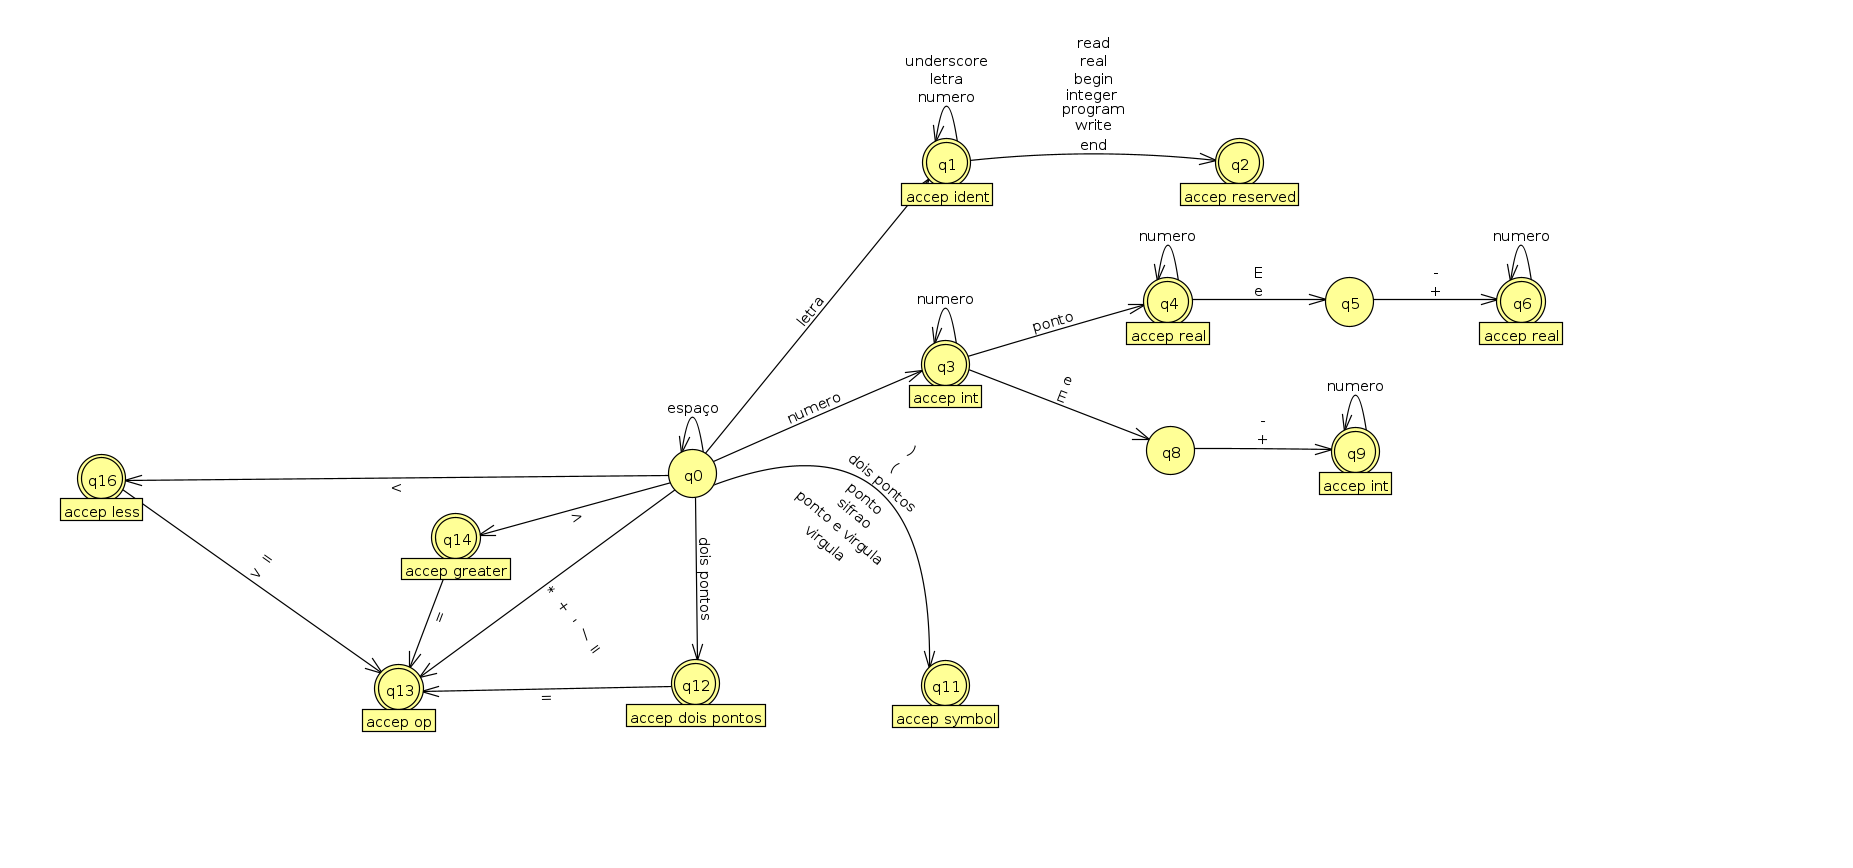 read
underscore
real
letra
begin
numero
integer
program
write
end
q1
accep ident
q2
accep reserved
letra
numero
q3
accep int
numero
ponto
numero
q4
accep real
E
e
q5
-
+
numero
q6
accep real
e
E
q8
-
+
numero
q9
accep int
espaço
q0
<
q16
accep less
>
q14
accep greater
> =
=
* + - / =
dois pontos
( )
dois pontos
ponto
sifrao
ponto e virgula
virgula
q13
accep op
=
q12
accep dois pontos
q11
accep symbol